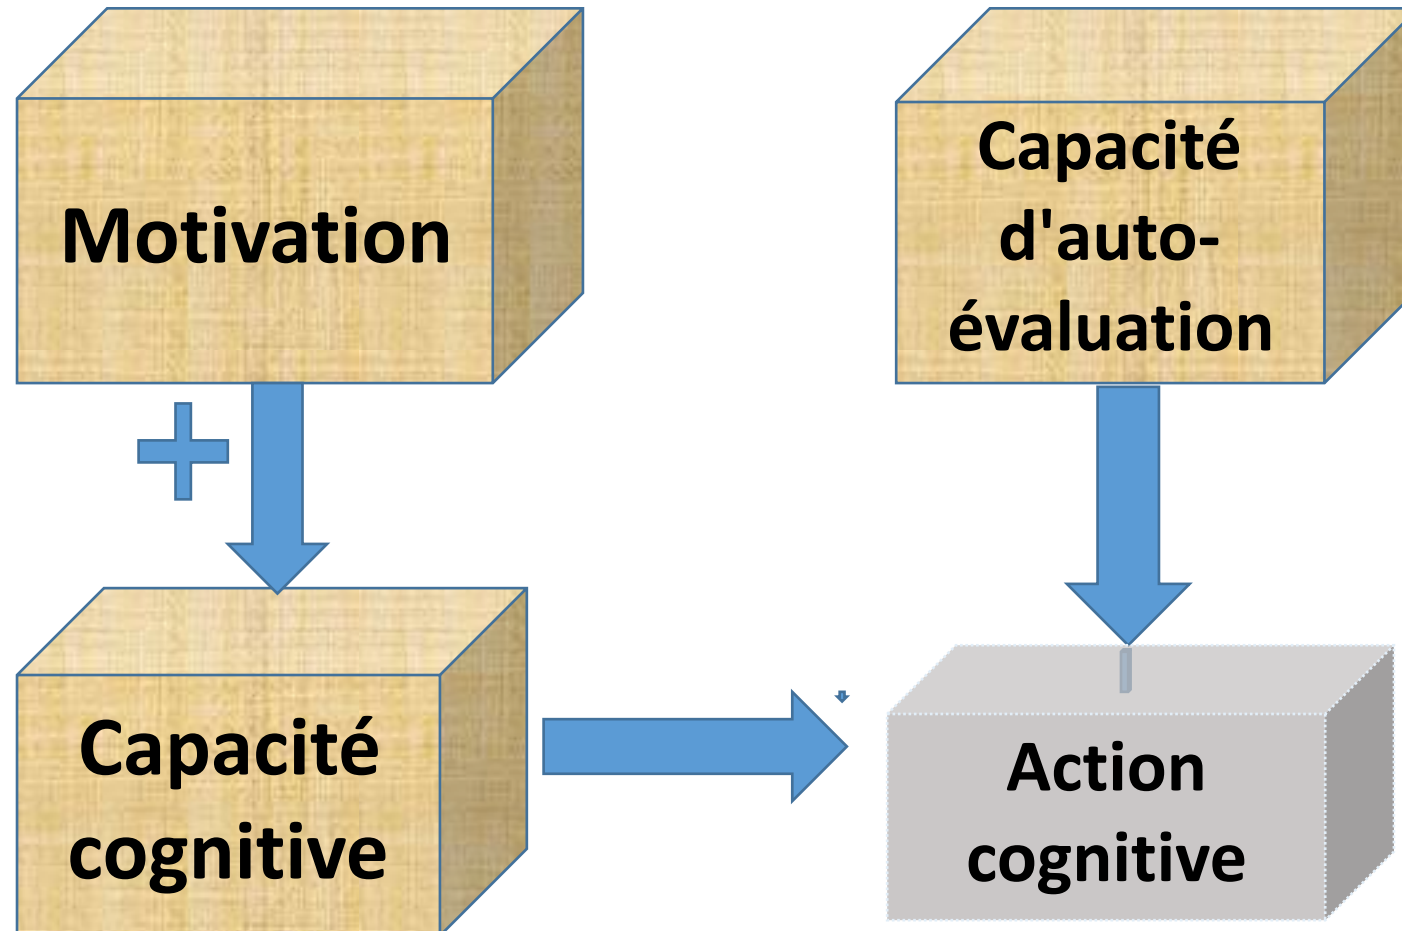 Motivation
Capacité
d'auto-
évaluation
Capacité
cognitive
Action
cognitive